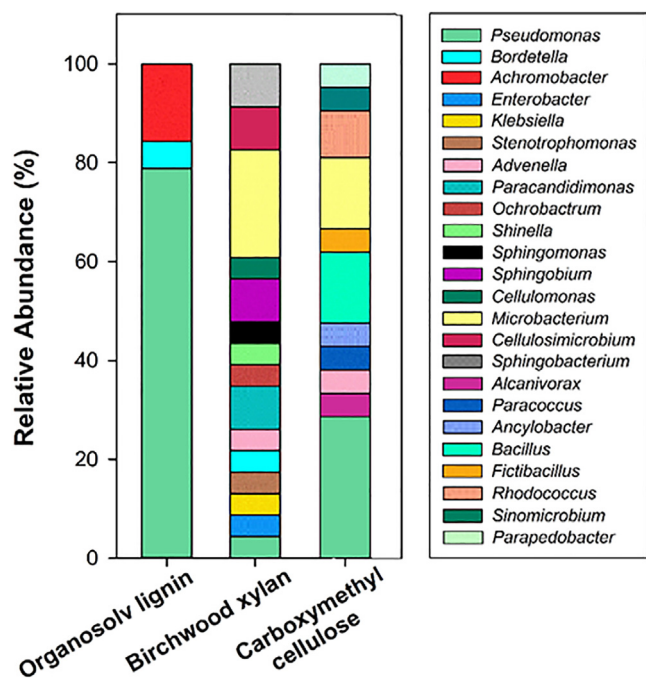 Relative Abundance (%)
100
80
60
40
20
0
Organosolv lignin
Birchwood xylan
Carboxymethyl
cellulose
Pseudomonas
Bordetella
Achromobacter
Enterobacter
Klebsiella
Stenotrophomonas
Advenella
Paracandidimonas
Ochrobactrum
Shinella
Sphingomonas
Sphingobium
Cellulomonas
Microbacterium
Cellulosimicrobium
Sphingobacterium
Alcanivorax
Paracoccus
Ancylobacter
Bacillus
Fictibacillus
Rhodococcus
Sinomicrobium
Parapedobacter